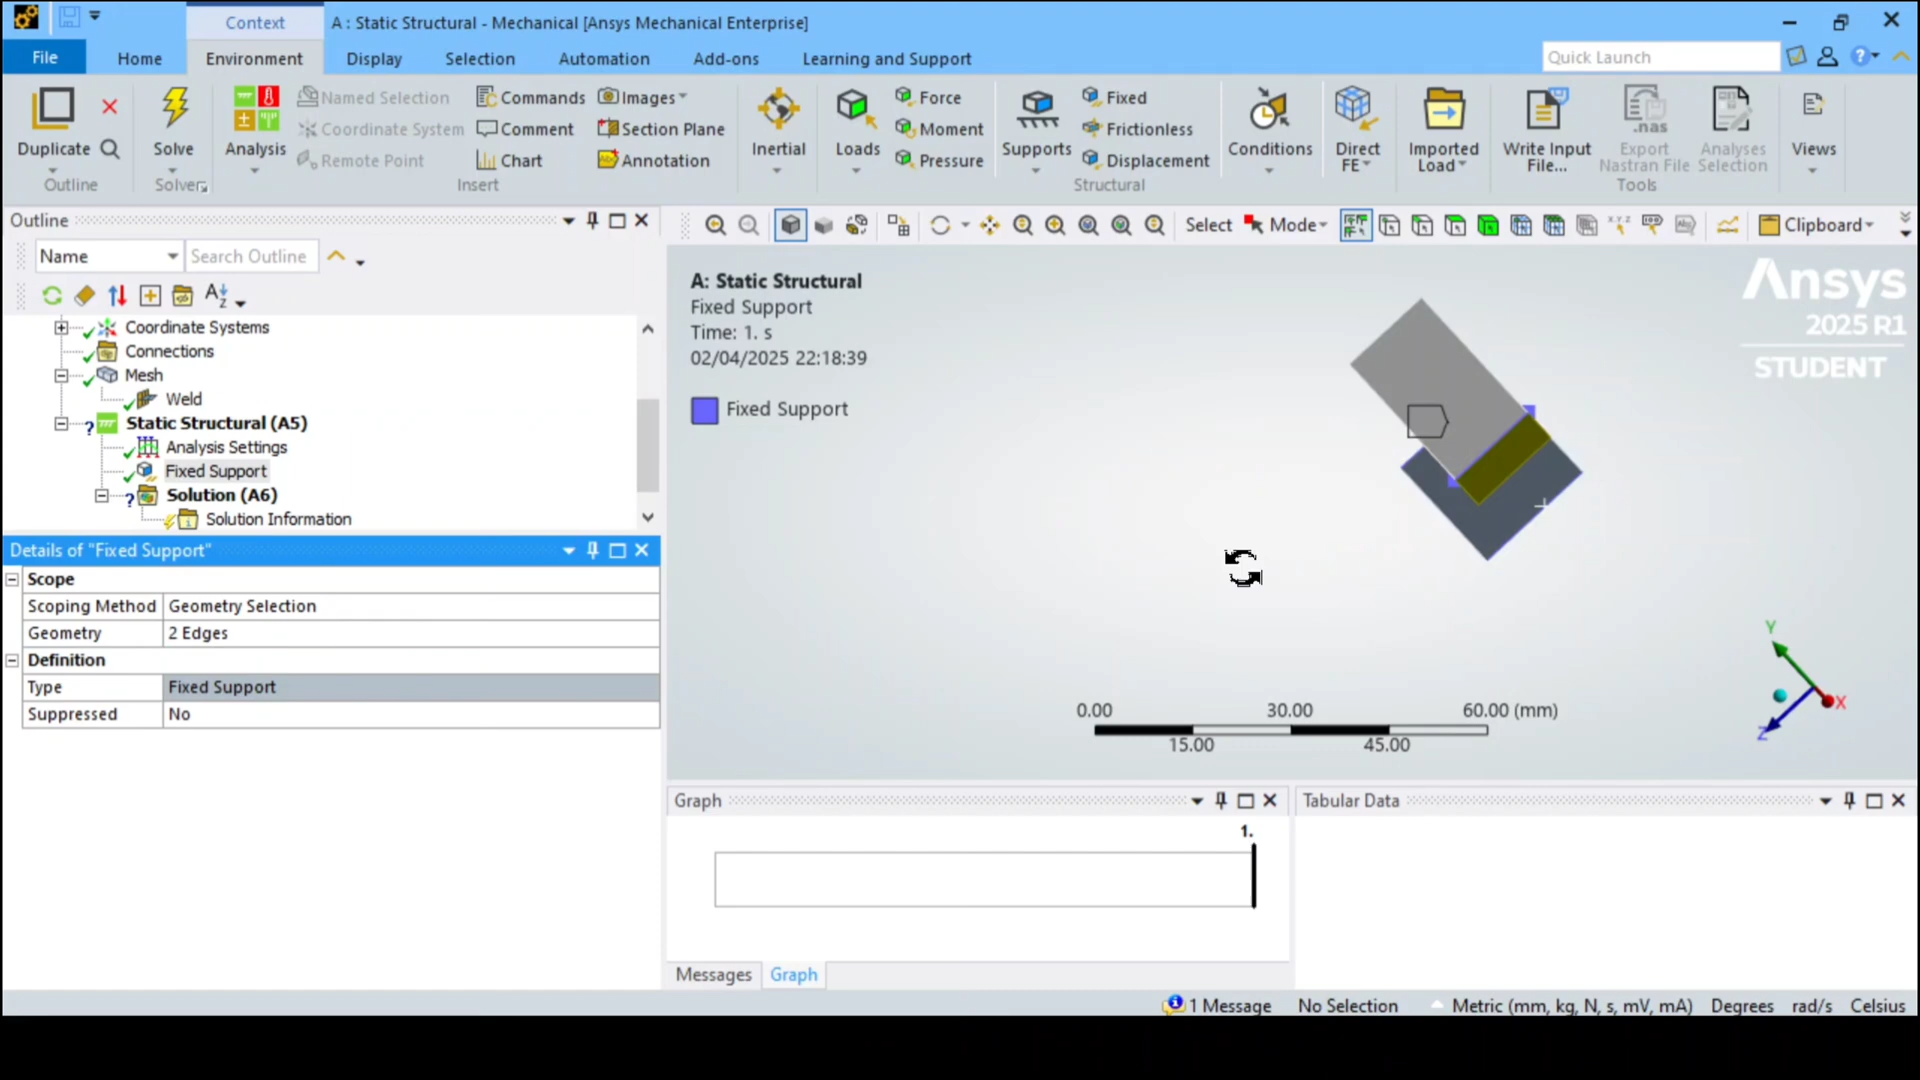 Context
A : Static Structural - Mechanical [Ansys Mechanical Enterprise]
File
Home
Environment
Display
Selection
Automation
Add-ons
Learning and Support
Quick Launch
Duplicate
Outline
Solve
Solver
Analysis
Named Selection
Coordinate System
Remote Point
Commands
Comment
Chart
Insert
Images
Section Plane
Annotation
Inertial
Loads
Force
Moment
Pressure
Supports
Fixed
Frictionless
Displacement
Structural
Conditions
Direct
FE
Imported
Load
Write Input
File...
.nas
Export
Nastran File
Analyses
Selection
Tools
Views
Outline
Name
Search Outline
Coordinate Systems
Connections
Mesh
Weld
Static Structural (A5)
Analysis Settings
Fixed Support
Solution (A6)
Solution Information
Select
Mode
Clipboard
A: Static Structural
Fixed Support
Time: 1. s
02/04/2025 22:18:39
Fixed Support
Ansys
2025 R1
STUDENT
Y
X
Z
0.00
30.00
60.00 (mm)
15.00
45.00
Details of "Fixed Support"
Scope
Scoping Method Geometry Selection
Geometry 2 Edges
Definition
Type Fixed Support
Suppressed No
Graph
1.
Messages
Graph
Tabular Data
1 Message
No Selection
Metric (mm, kg, N, s, mV, mA)
Degrees
rad/s
Celsius